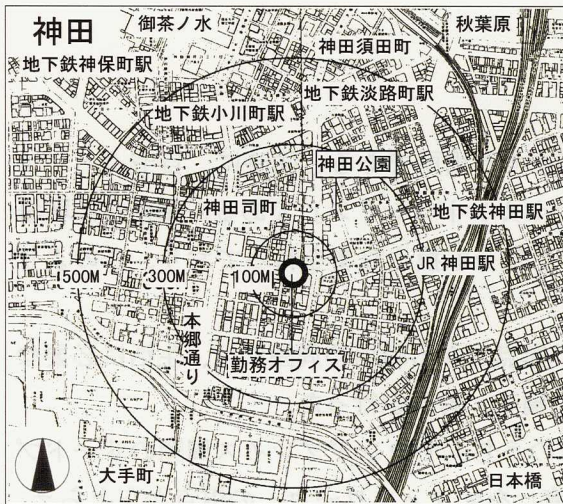 神田
御茶ノ水
秋葉原
神田須田町
地下鉄神保町駅
地下鉄淡路町駅
地下鉄小川町駅
神田公園
神田司町
地下鉄神田駅
500M
300M
100M
JR 神田駅
本郷通り
勤務オフィス
大手町
日本橋